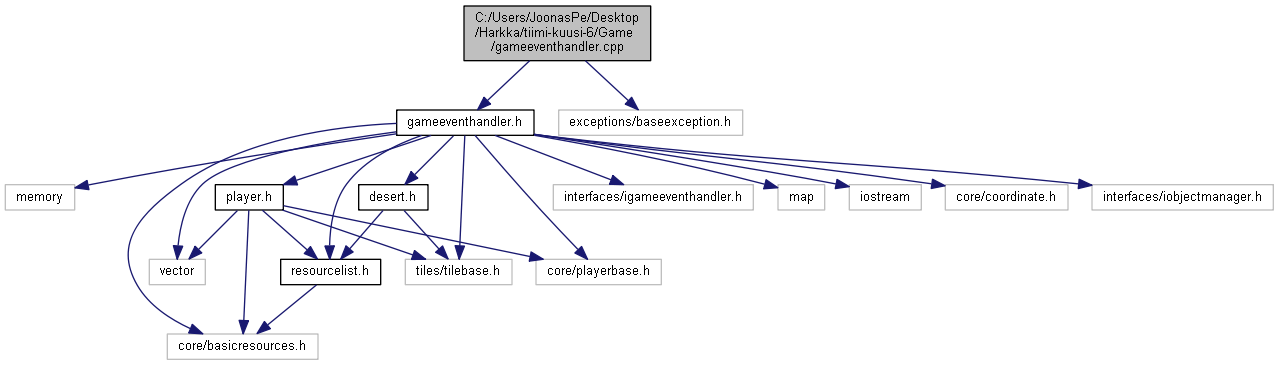 C:/Users/JoonasPe/Desktop
/Harkka/tiimi-kuusi-6/Game
/gameeventhandler.cpp
gameeventhandler.h
exceptions/baseexception.h
memory
player.h
desert.h
interfaces/igameeventhandler.h
map
iostream
core/coordinate.h
interfaces/iobjectmanager.h
vector
resourcelist.h
tiles/tilebase.h
core/playerbase.h
core/basicresources.h